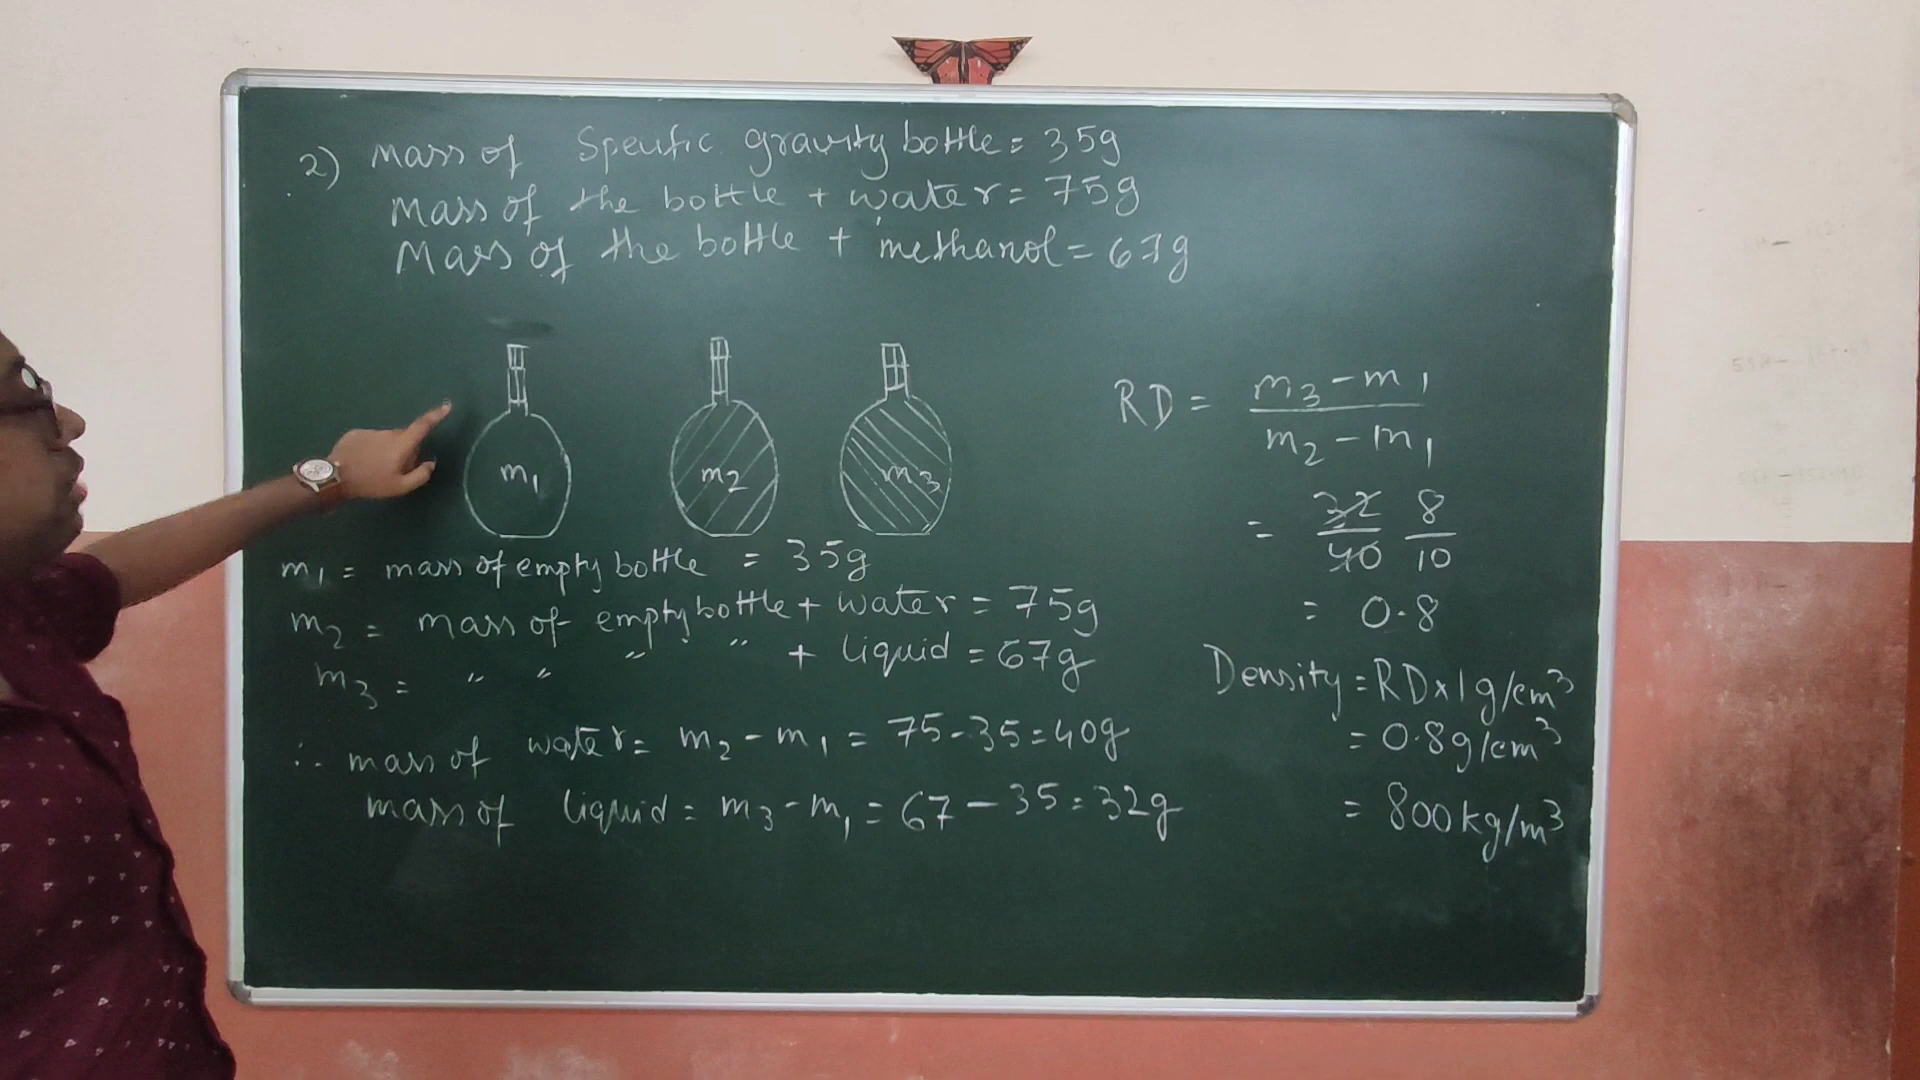 2) Mass of Specific gravity bottle = 35g
Mass of the bottle + water = 75g
Mass of the bottle + methanol = 67g
m1
m2
m3
m1 = mass of empty bottle = 35g
m2 = mass of empty bottle + water = 75g
m3 = " " " " + liquid = 67g
∴ mass of water = m2 - m1 = 75-35=40g
mass of liquid = m3 - m1 = 67 - 35 = 32g
RD = m3 - m1 / m2 - m1
= 32/40 8/10
= 0.8
Density = RD x 1 g/cm³
= 0.8g/cm³
= 800kg/m³